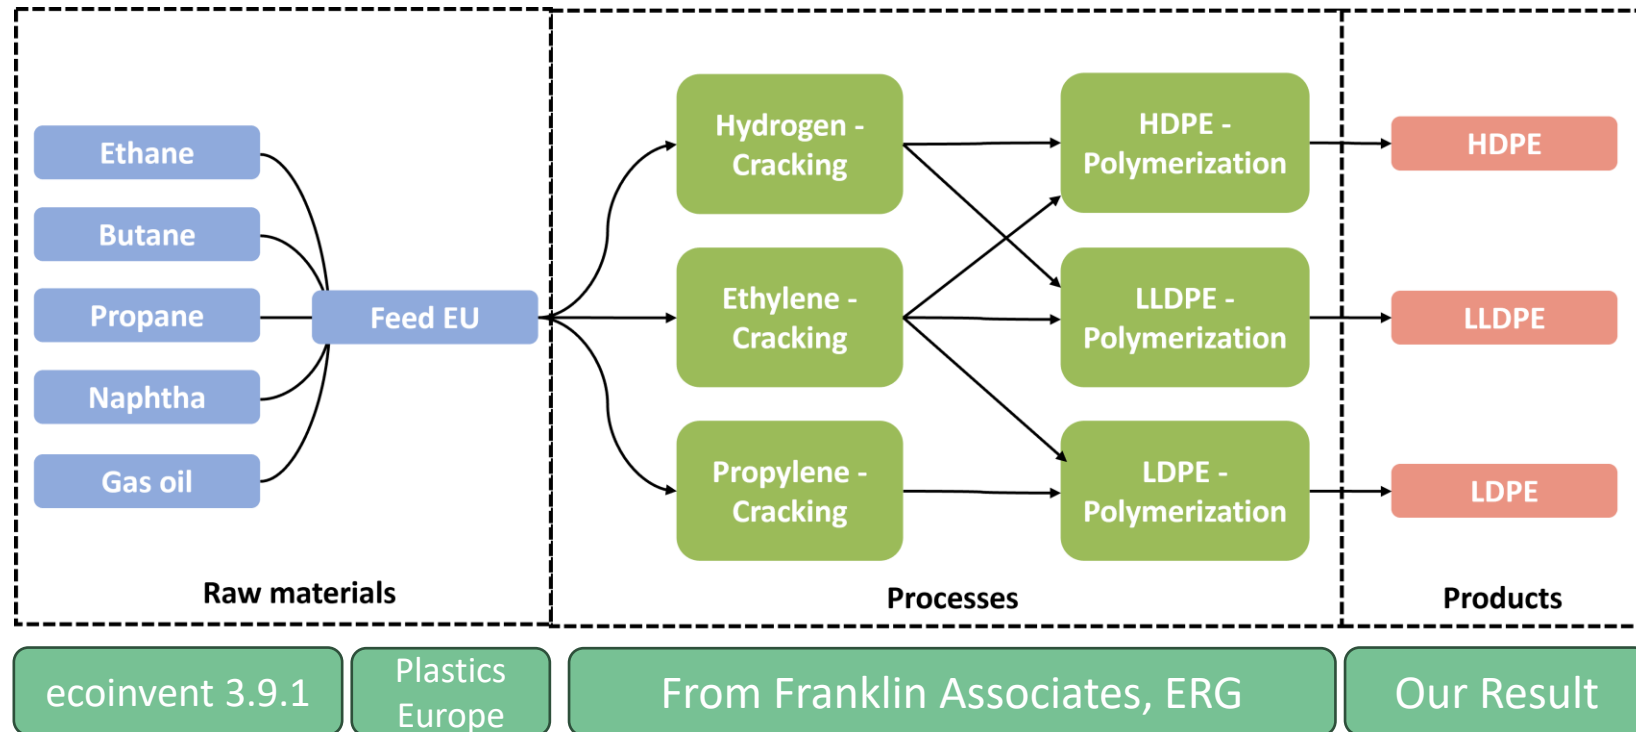 Ethane
Butane
Propane
Naphtha
Gas oil
Feed EU
Raw materials
Hydrogen -
Cracking
Ethylene -
Cracking
Propylene -
Cracking
HDPE -
Polymerization
LLDPE -
Polymerization
LDPE -
Polymerization
Processes
HDPE
LLDPE
LDPE
Products
ecoinvent 3.9.1
Plastics
Europe
From Franklin Associates, ERG
Our Result